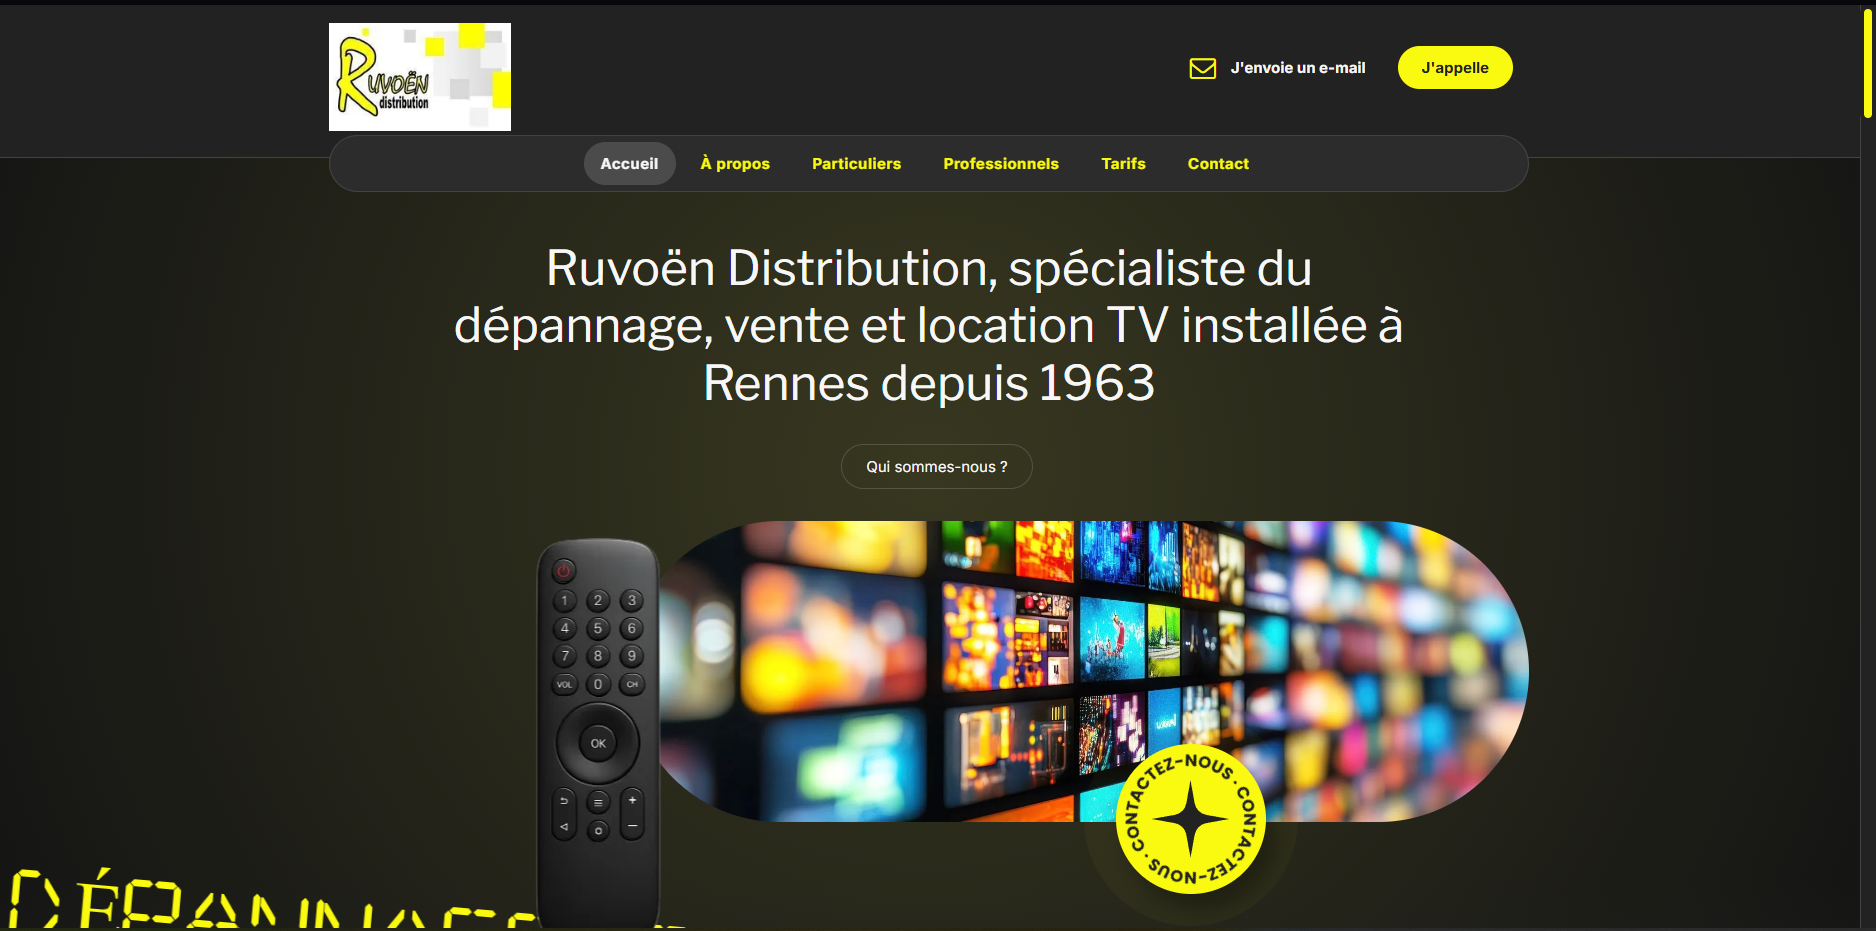 Ruvoën
distribution
J'envoie un e-mail
J'appelle
Accueil
À propos
Particuliers
Professionnels
Tarifs
Contact
Ruvoën Distribution, spécialiste du
dépannage, vente et location TV installée à
Rennes depuis 1963
Qui sommes-nous ?
1 2 3
4 5 6
7 8 9
VOL 0 CH
OK
+
−
CONTACTEZ-NOUS · CONTACTEZ-NOUS ·
DÉPANNAGE